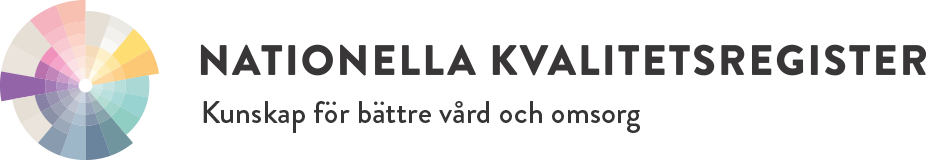 NATIONELLA KVALITETSREGISTER
Kunskap för bättre vård och omsorg